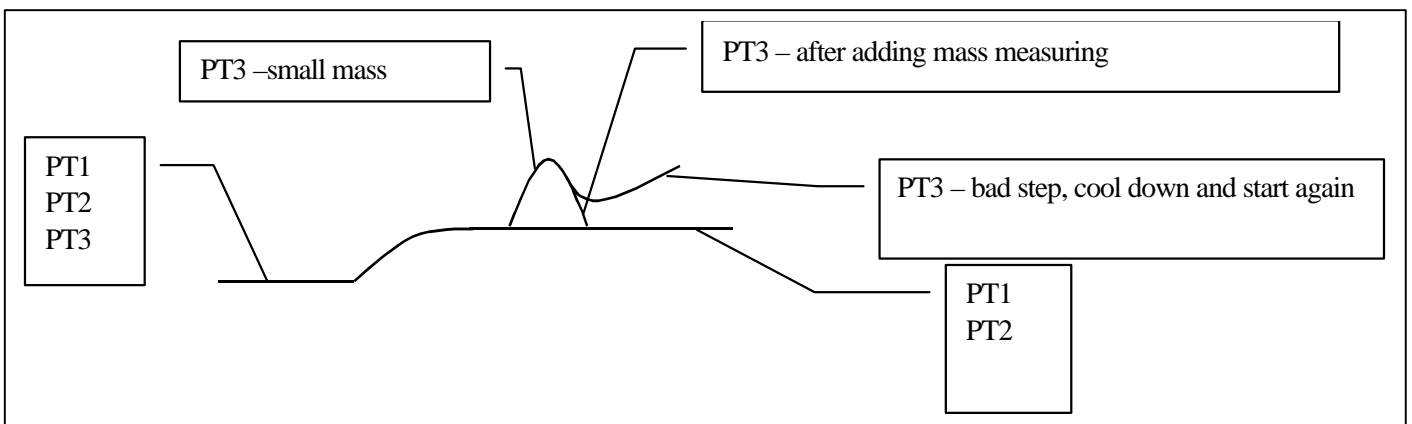 PT3 –small mass
PT3 – after adding mass measuring
PT1
PT2
PT3
PT3 – bad step, cool down and start again
PT1
PT2